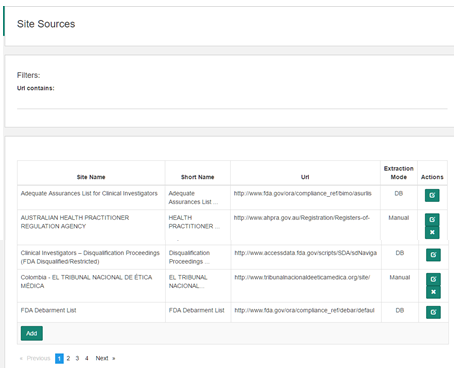 Site Sources
Filters:
Url contains:
Site Name Short Name Url Extraction Mode Actions
Adequate Assurances List for Clinical Investigators Adequate Assurances List ... http://www.fda.gov/ora/compliance_ref/bimo/asurlis DB
AUSTRALIAN HEALTH PRACTITIONER REGULATION AGENCY HEALTH PRACTITIONER ... http://www.ahpra.gov.au/Registration/Registers-of- Manual
Clinical Investigators – Disqualification Proceedings (FDA Disqualified/Restricted) Disqualification Proceedings ... http://www.accessdata.fda.gov/scripts/SDA/sdNaviga DB
Colombia - EL TRIBUNAL NACIONAL DE ÉTICA MÉDICA EL TRIBUNAL NACIONAL... http://www.tribunalnacionaldeeticamedica.org/site/ Manual
FDA Debarment List FDA Debarment List http://www.fda.gov/ora/compliance_ref/debar/defaul DB
Add
« Previous 1 2 3 4 Next »